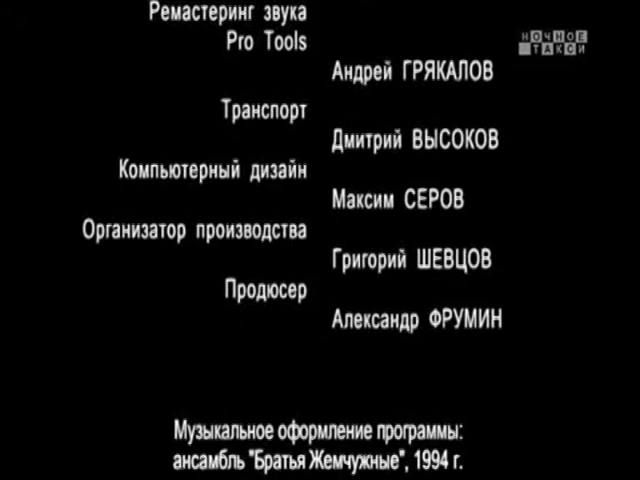 Ремастеринг звука
Pro Tools
НОЧНОЕ
ТАКСИ
Андрей ГРЯКАЛОВ
Транспорт
Дмитрий ВЫСОКОВ
Компьютерный дизайн
Максим СЕРОВ
Организатор производства
Григорий ШЕВЦОВ
Продюсер
Александр ФРУМИН
Музыкальное оформление программы:
ансамбль "Братья Жемчужные", 1994 г.